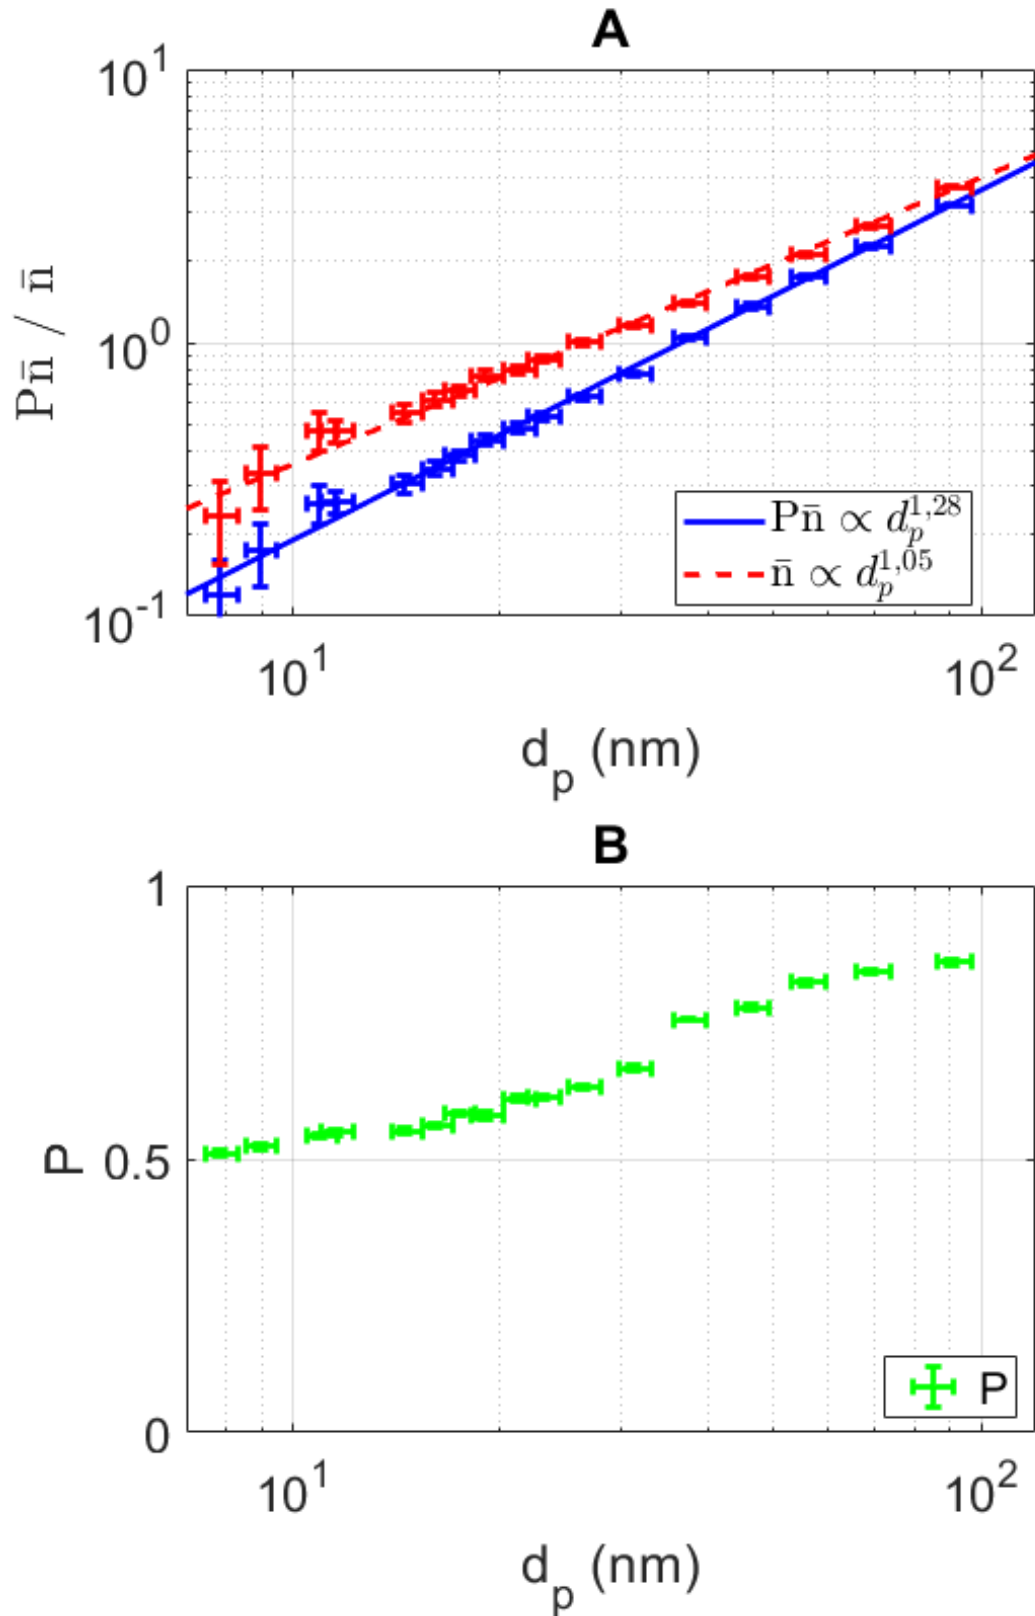 A
10^1
10^0
10^-1
Pn̄ / n̄
Pn̄ ∝ d_p^1,28
n̄ ∝ d_p^1,05
10^1
10^2
d_p (nm)
B
1
0.5
0
P
P
10^1
10^2
d_p (nm)